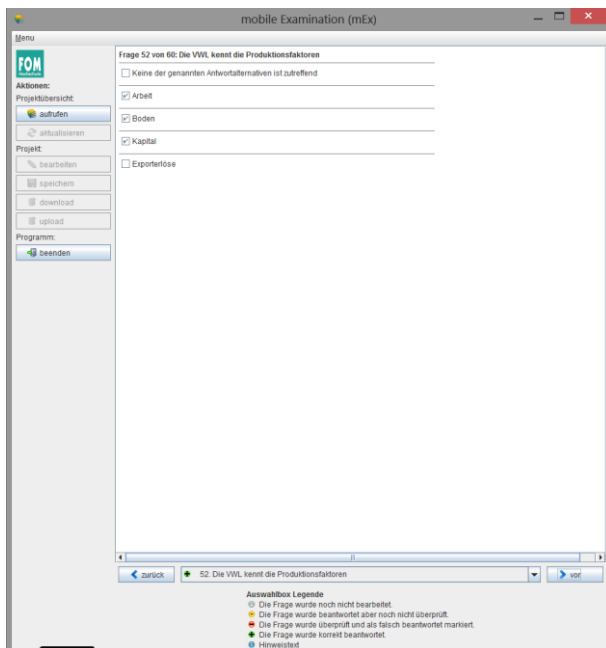 mobile Examination (mEx)
Menu
FOM
Hochschule
Aktionen:
Projektübersicht:
aufrufen
aktualisieren
Projekt:
bearbeiten
speichern
download
upload
Programm:
beenden
Frage 52 von 60: Die VWL kennt die Produktionsfaktoren
Keine der genannten Antwortalternativen ist zutreffend
Arbeit
Boden
Kapital
Exporterlöse
zurück
52. Die VWL kennt die Produktionsfaktoren
vor
Auswahlbox Legende
Die Frage wurde noch nicht bearbeitet.
Die Frage wurde beantwortet aber noch nicht überprüft.
Die Frage wurde überprüft und als falsch beantwortet markiert.
Die Frage wurde korrekt beantwortet.
Hinweistext